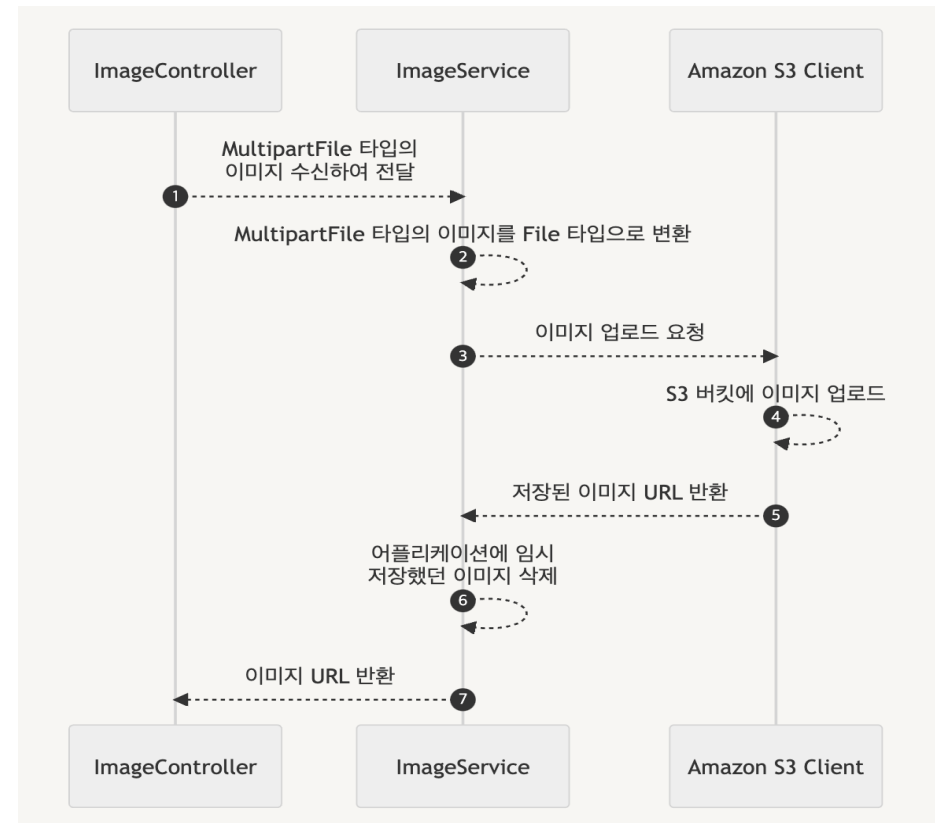 ImageController
ImageService
Amazon S3 Client
MultipartFile 타입의
이미지 수신하여 전달
1
MultipartFile 타입의 이미지를 File 타입으로 변환
2
이미지 업로드 요청
3
S3 버킷에 이미지 업로드
4
저장된 이미지 URL 반환
5
어플리케이션에 임시
저장했던 이미지 삭제
6
이미지 URL 반환
7
ImageController
ImageService
Amazon S3 Client